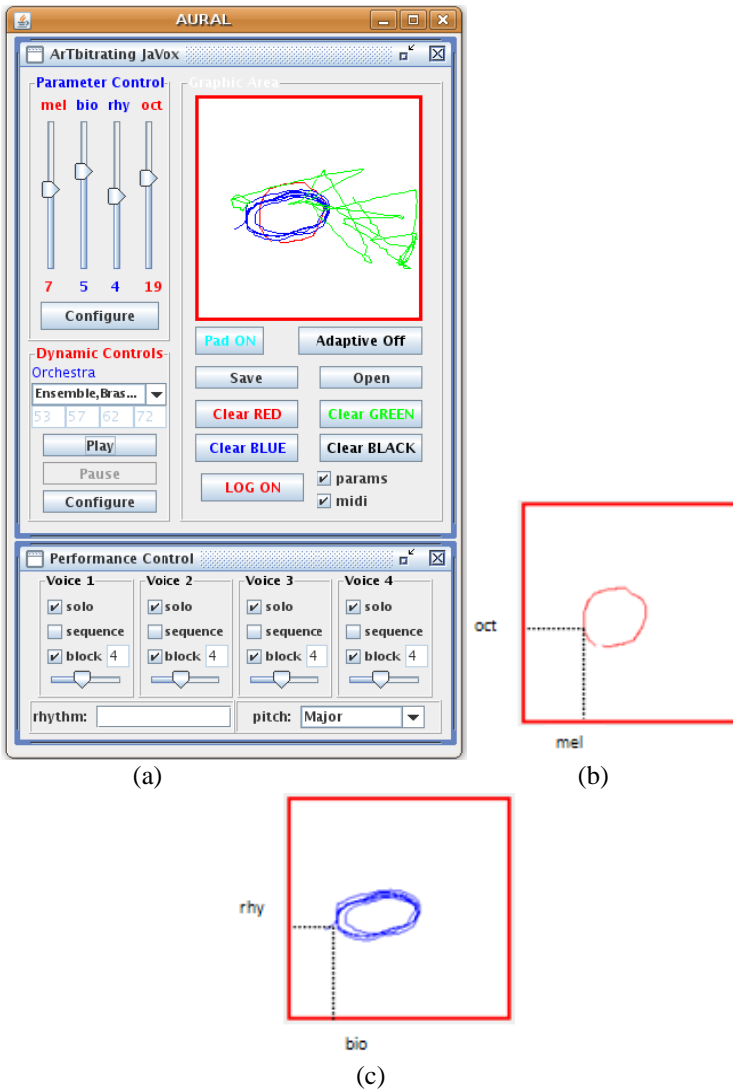 AURAL
ArTbitrating JaVox
Parameter Control
mel bio rhy oct
7 5 4 19
Configure
Dynamic Controls
Orchestra
Ensemble,Bras...
53 57 62 72
Play
Pause
Configure
Graphic Area
Pad ON Adaptive Off
Save Open
Clear RED Clear GREEN
Clear BLUE Clear BLACK
LOG ON
params
midi
Performance Control
Voice 1 Voice 2 Voice 3 Voice 4
solo solo solo solo
sequence sequence sequence sequence
block 4 block 4 block 4 block 4
rhythm: pitch: Major
(a)
oct
mel
(b)
rhy
bio
(c)